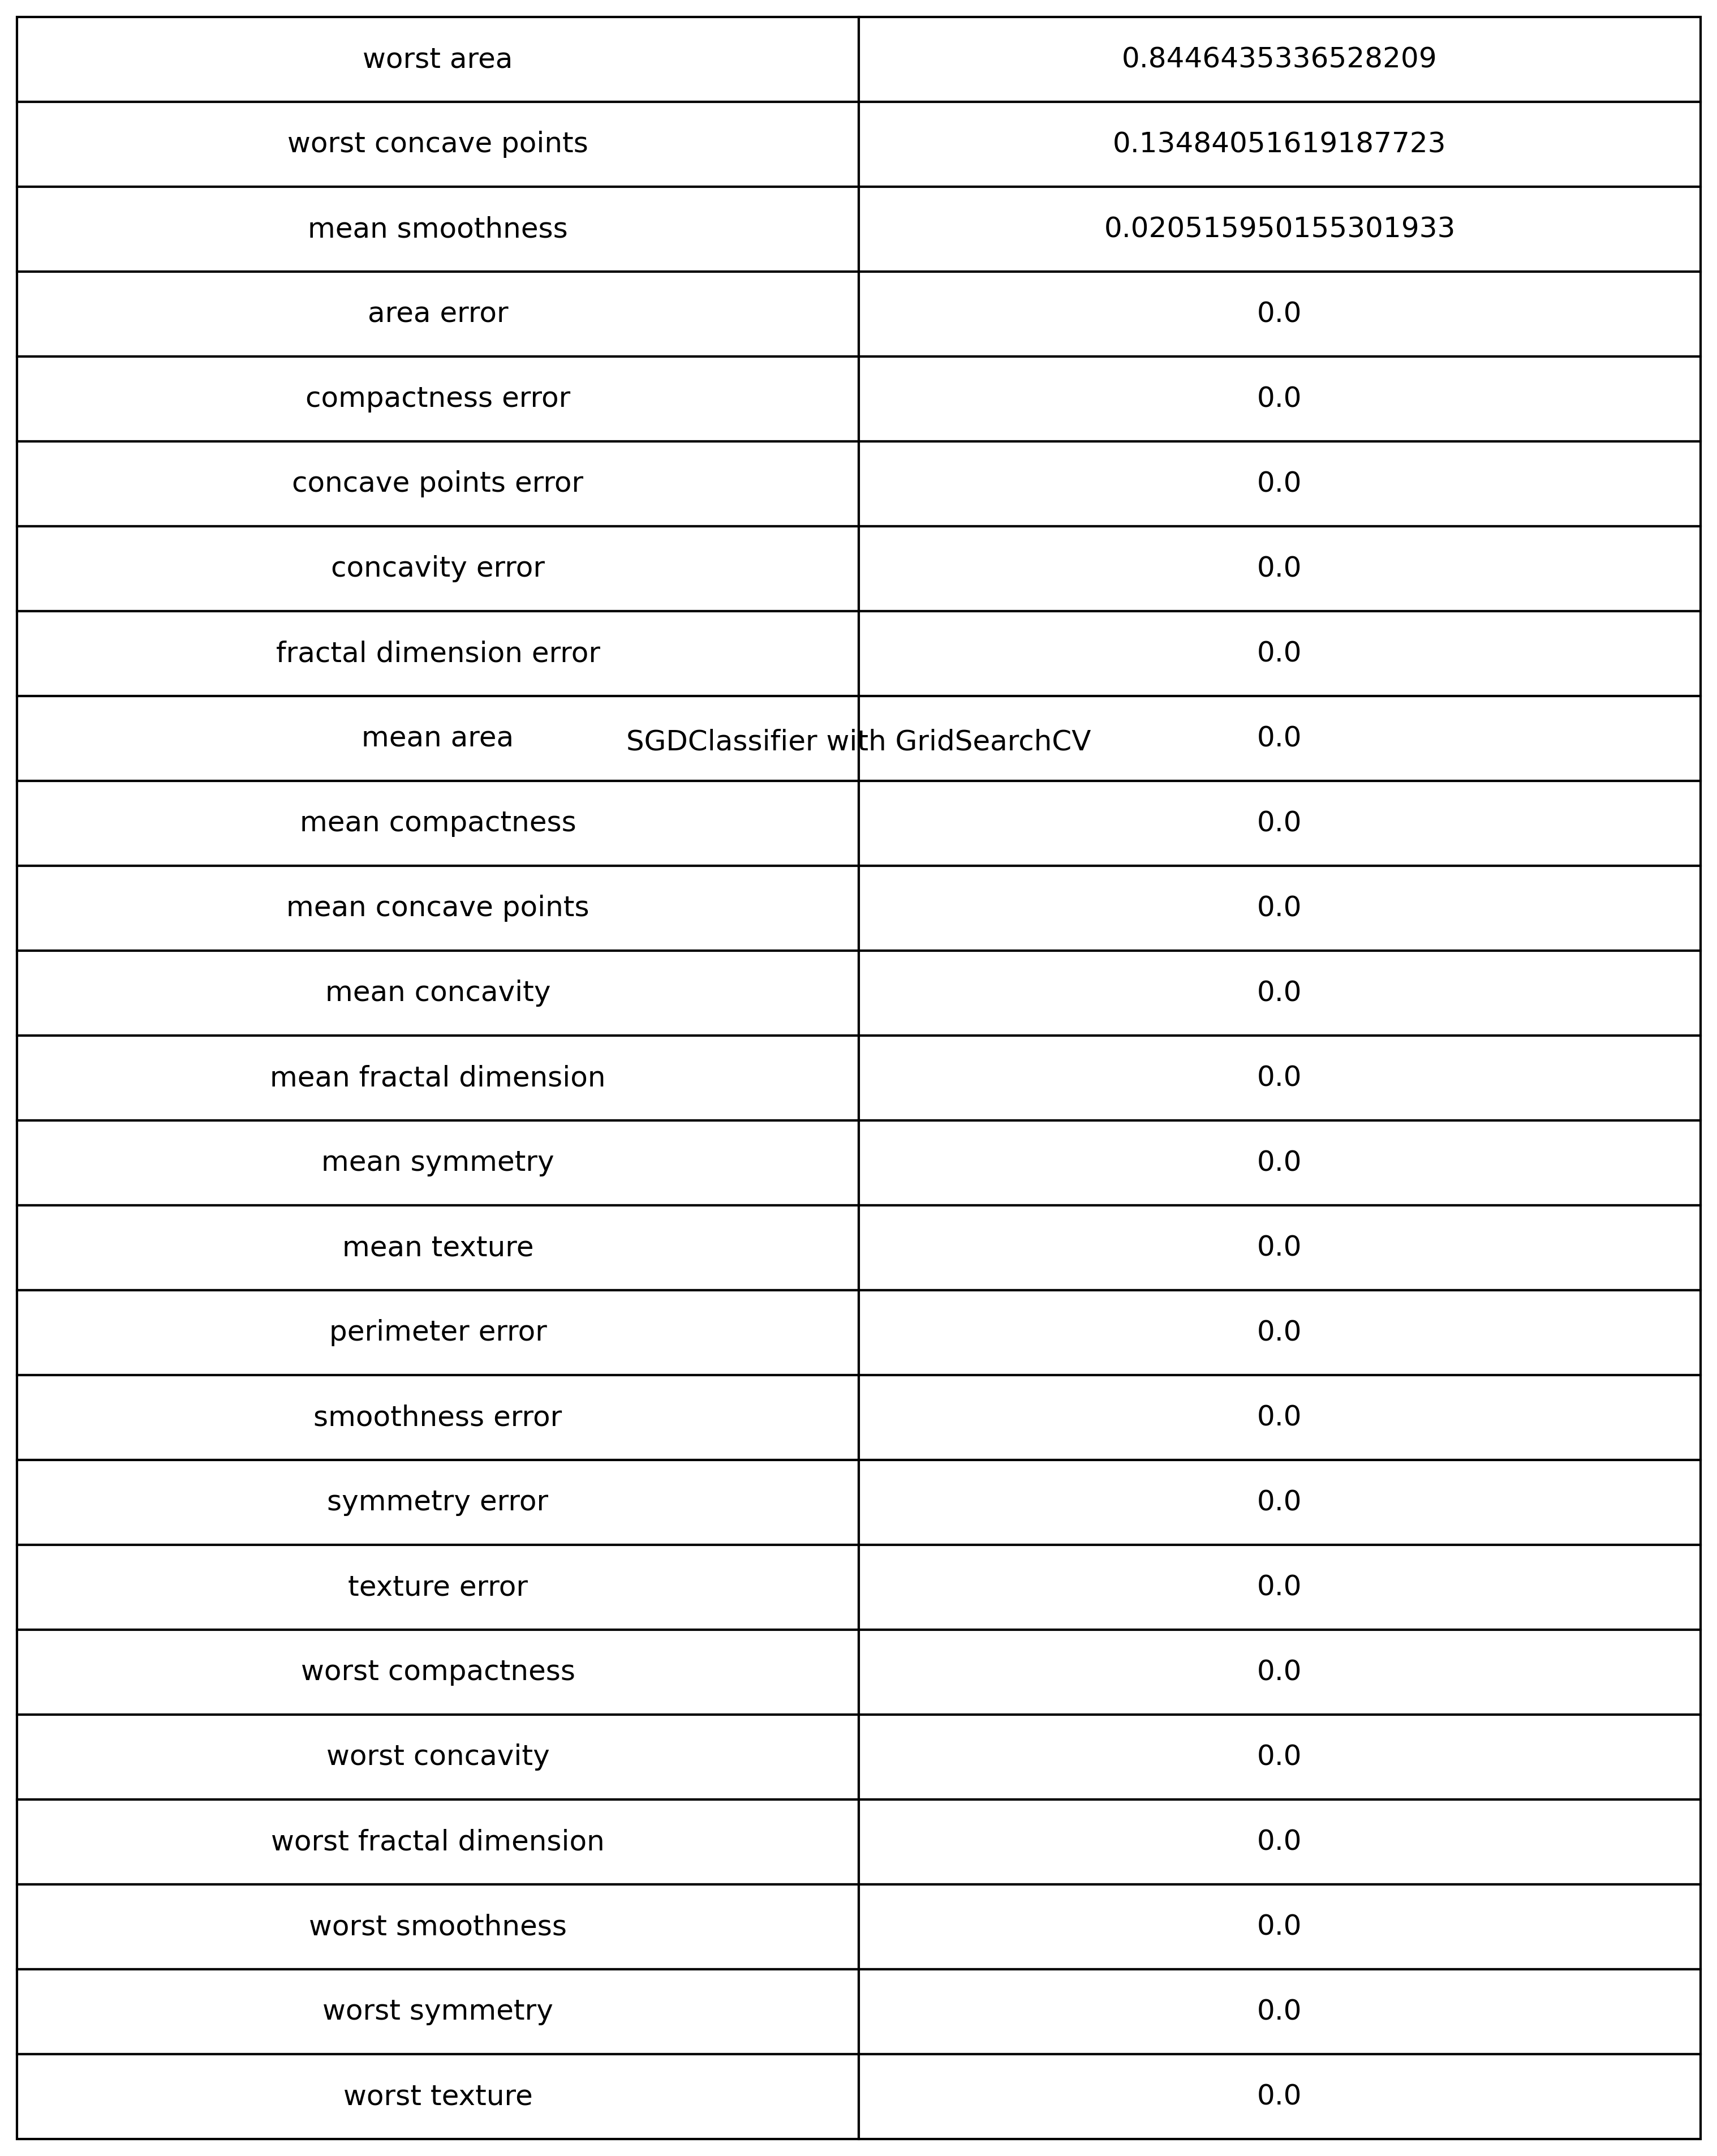 worst area 0.8446435336528209
worst concave points 0.13484051619187723
mean smoothness 0.020515950155301933
area error 0.0
compactness error 0.0
concave points error 0.0
concavity error 0.0
fractal dimension error 0.0
mean area 0.0
SGDClassifier with GridSearchCV
mean compactness 0.0
mean concave points 0.0
mean concavity 0.0
mean fractal dimension 0.0
mean symmetry 0.0
mean texture 0.0
perimeter error 0.0
smoothness error 0.0
symmetry error 0.0
texture error 0.0
worst compactness 0.0
worst concavity 0.0
worst fractal dimension 0.0
worst smoothness 0.0
worst symmetry 0.0
worst texture 0.0